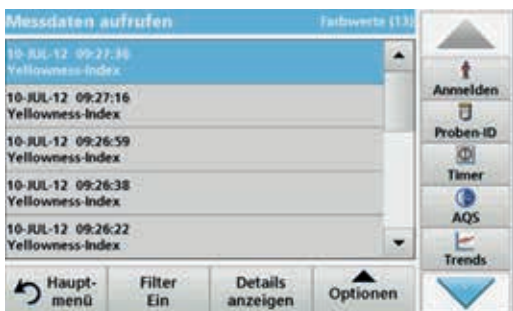 Messdaten aufrufen
Farbwerte (13)
10-JUL-12 09:27:36
Yellowness-Index
10-JUL-12 09:27:16
Yellowness-Index
10-JUL-12 09:26:59
Yellowness-Index
10-JUL-12 09:26:38
Yellowness-Index
10-JUL-12 09:26:22
Yellowness-Index
Anmelden
Proben-ID
Timer
AQS
Trends
Haupt-
menü
Filter
Ein
Details
anzeigen
Optionen